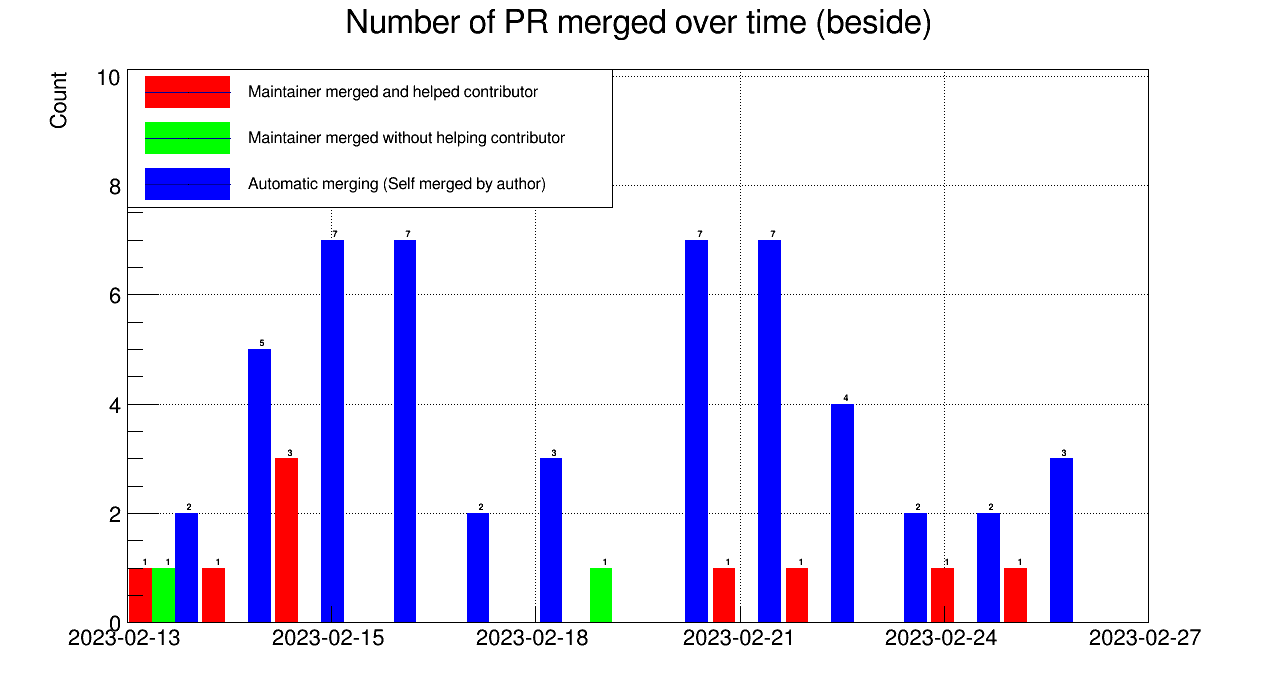 Number of PR merged over time (beside)
Count
10
8
6
4
2
0
Maintainer merged and helped contributor
Maintainer merged without helping contributor
Automatic merging (Self merged by author)
1 1 2 1 5 3 7 7 2 3 1 7 1 7 1 4 2 1 2 1 3
2023-02-13 2023-02-15 2023-02-18 2023-02-21 2023-02-24 2023-02-27